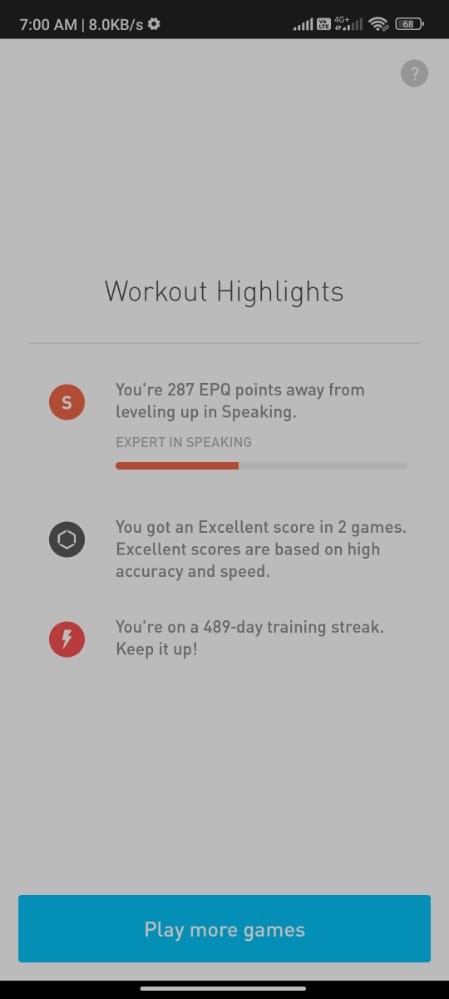 7:00 AM | 8.0KB/s
Vo LTE 4G+ 68
?
Workout Highlights
S
You're 287 EPQ points away from
leveling up in Speaking.
EXPERT IN SPEAKING
You got an Excellent score in 2 games.
Excellent scores are based on high
accuracy and speed.
You're on a 489-day training streak.
Keep it up!
Play more games